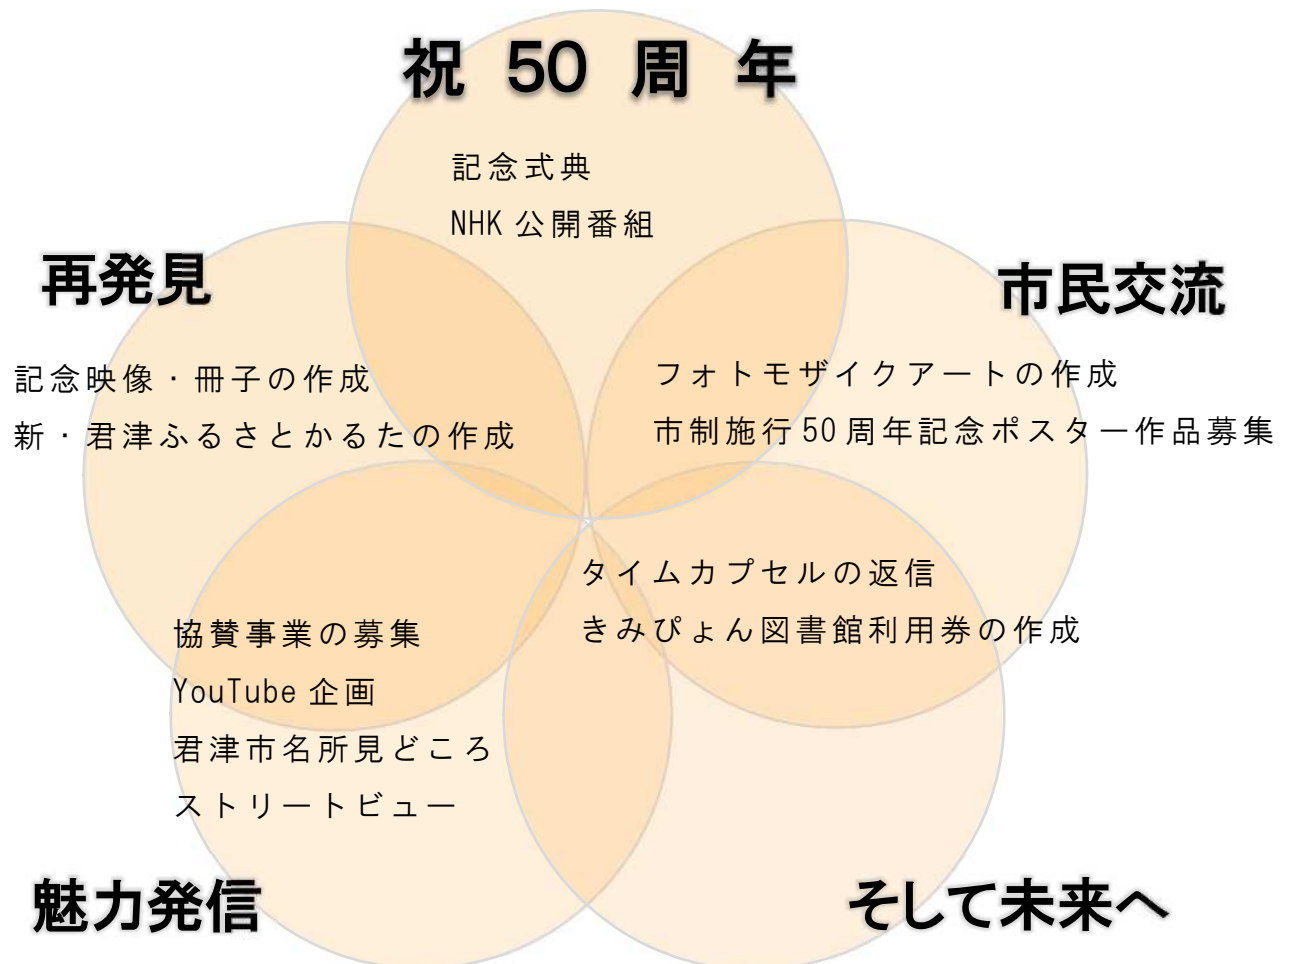 祝 50 周 年
記念式典
NHK 公開番組
再発見
記念映像・冊子の作成
新・君津ふるさとかるたの作成
市民交流
フォトモザイクアートの作成
市制施行 50 周年記念ポスター作品募集
タイムカプセルの返信
きみぴょん図書館利用券の作成
協賛事業の募集
YouTube 企画
君津市名所見どころ
ストリートビュー
魅力発信
そして未来へ